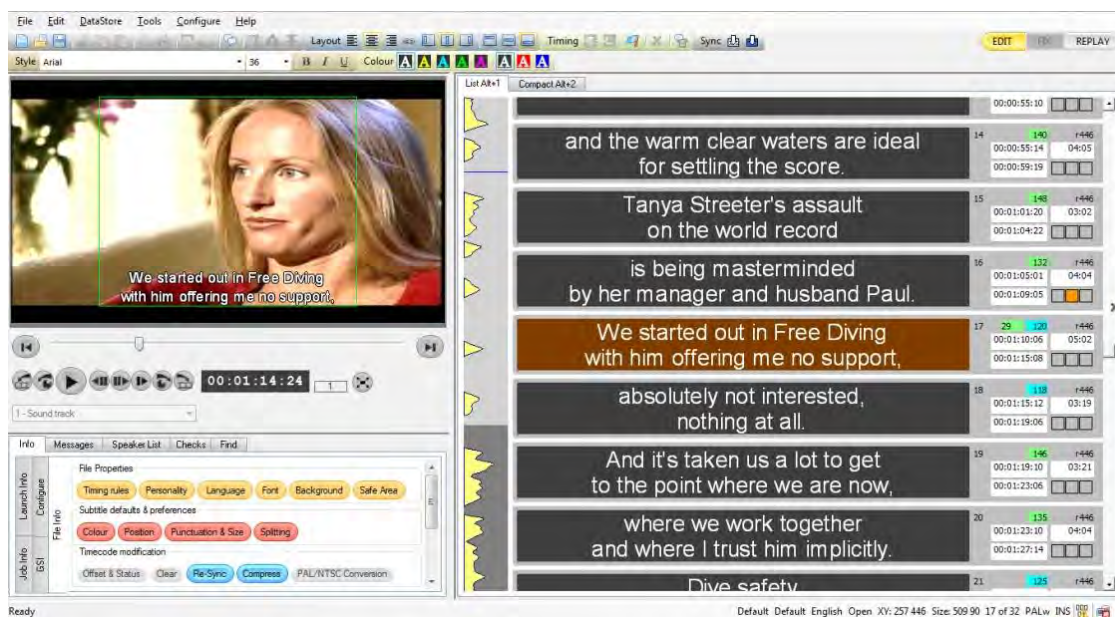 File Edit DataStore Tools Configure Help
Layout Timing Sync EDIT REPLAY
Style Arial 36 B I U Colour A A A A A A A A
List Alt+1 Compact Alt+2
We started out in Free Diving
with him offering me no support,
00:01:14:24 1
1 - Sound track
Info Messages Speaker List Checks Find
Launch Info Configure
Job Info GSI
File Info
File Properties
Timing rules Personality Language Font Background Safe Area
Subtitle defaults & preferences
Colour Position Punctuation & Size Splitting
Timecode modification
Offset & Status Clear Re-Sync Compress PAL/NTSC Conversion
00:00:55:10
and the warm clear waters are ideal
for settling the score.
14 140 r446
00:00:55:14 04:05
00:00:59:19
Tanya Streeter's assault
on the world record
15 148 r446
00:01:01:20 03:02
00:01:04:22
is being masterminded
by her manager and husband Paul.
16 132 r446
00:01:05:01 04:04
00:01:09:05
We started out in Free Diving
with him offering me no support,
17 29 120 r446
00:01:10:06 05:02
00:01:15:08
absolutely not interested,
nothing at all.
18 118 r446
00:01:15:12 03:19
00:01:19:06
And it's taken us a lot to get
to the point where we are now,
19 146 r446
00:01:19:10 03:21
00:01:23:06
where we work together
and where I trust him implicitly.
20 135 r446
00:01:23:10 04:04
00:01:27:14
Dive safety
21 125 r446
Ready
Default Default English Open XY: 257 446 Size: 509 90 17 of 32 PALw INS